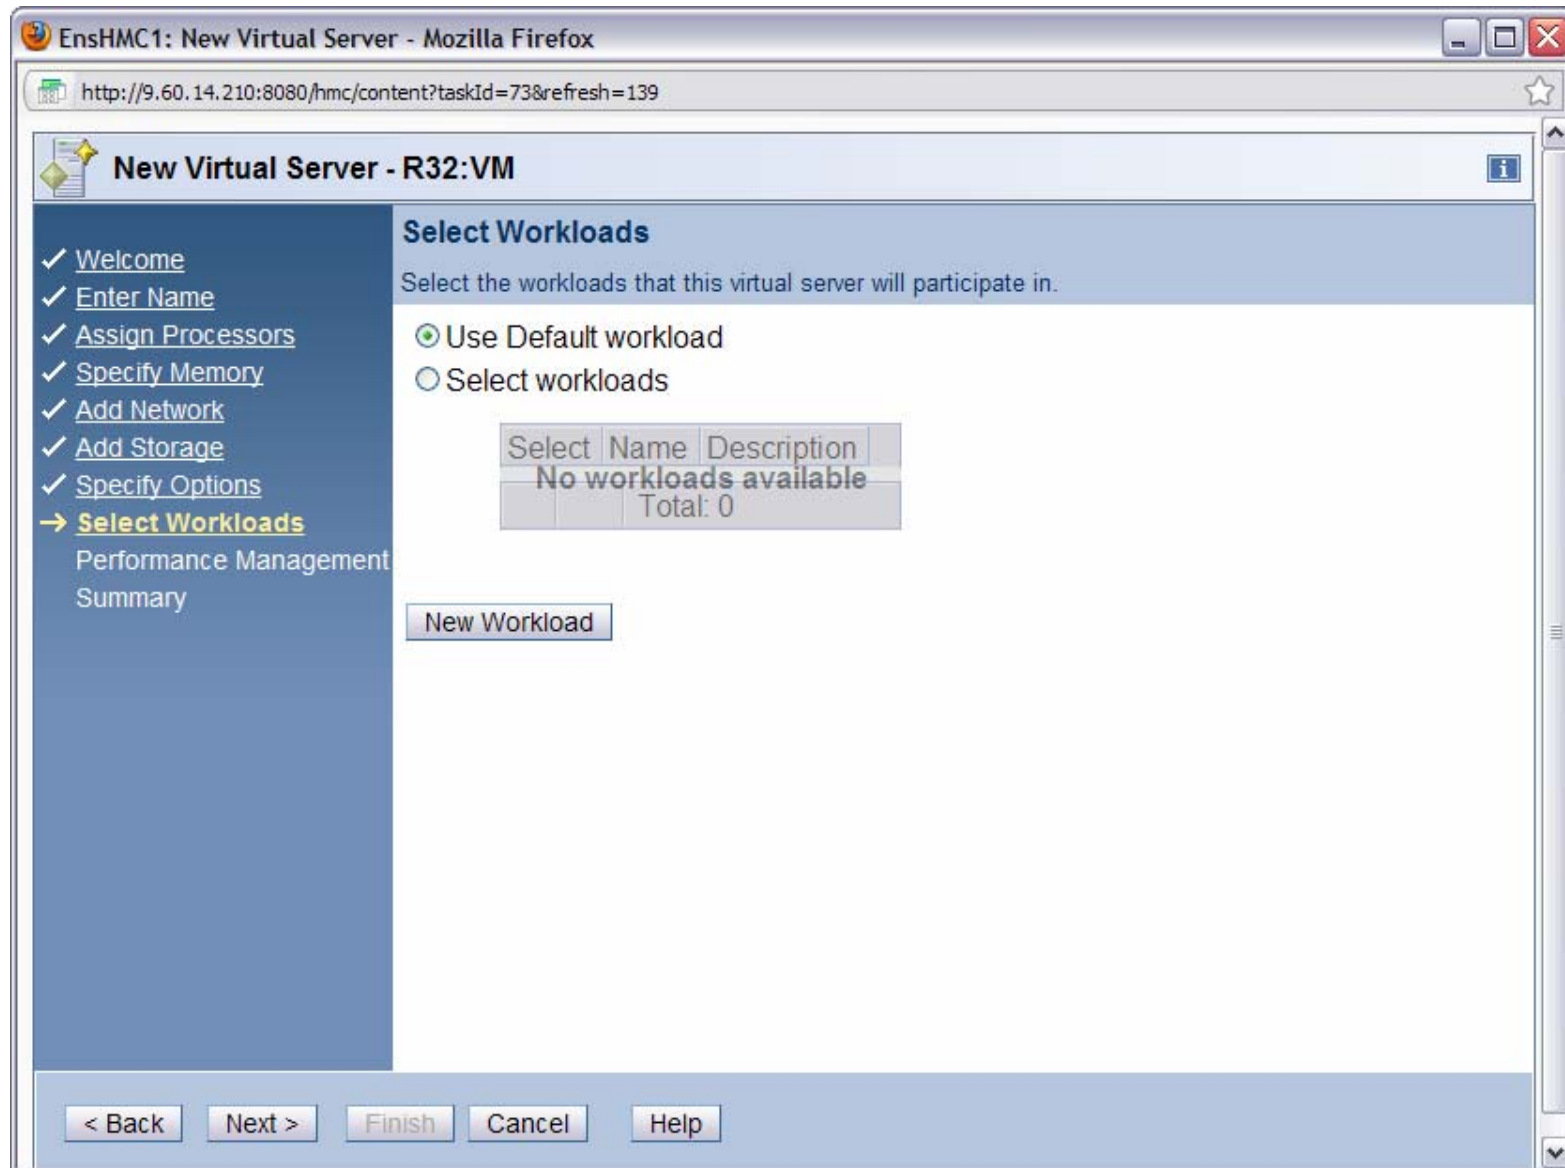 EnsHMC1: New Virtual Server - Mozilla Firefox
http://9.60.14.210:8080/hmc/content?taskId=73&refresh=139
New Virtual Server - R32:VM
i
Welcome
Enter Name
Assign Processors
Specify Memory
Add Network
Add Storage
Specify Options
Select Workloads
Performance Management
Summary
Select Workloads
Select the workloads that this virtual server will participate in.
Use Default workload
Select workloads
Select Name Description
No workloads available
Total: 0
New Workload
< Back Next > Finish Cancel Help